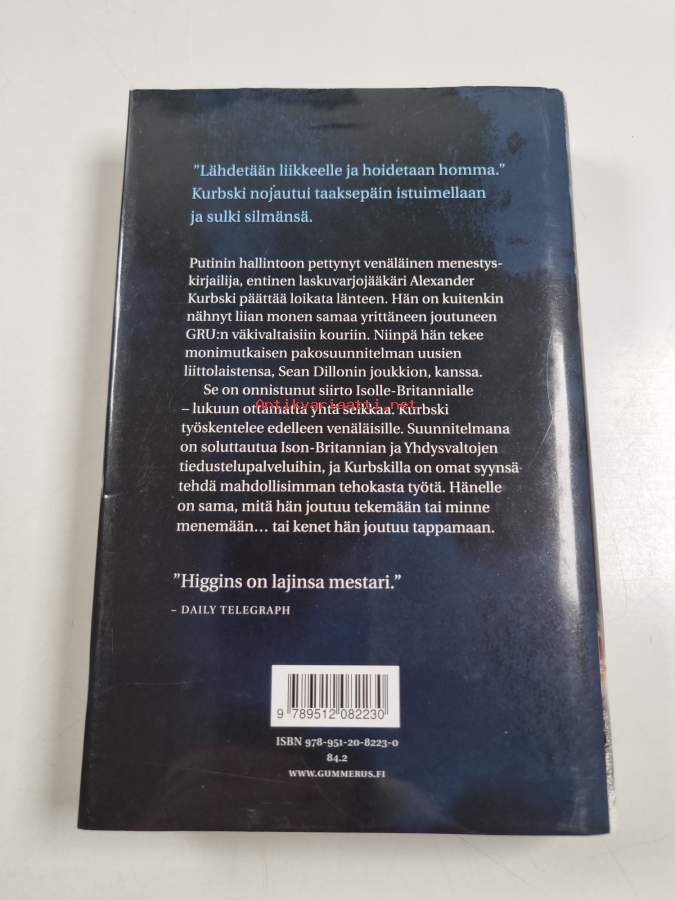 ”Lähdetään liikkeelle ja hoidetaan homma.”
Kurbski nojautui taaksepäin istuimellaan
ja sulki silmänsä.
Putinin hallintoon pettynyt venäläinen menestys-
kirjailija, entinen laskuvarjojääkäri Alexander
Kurbski päättää loikata länteen. Hän on kuitenkin
nähnyt liian monen samaa yrittäneen joutuneen
GRU:n väkivaltaisiin kouriin. Niinpä hän tekee
monimutkaisen pakosuunnitelman uusien
liittolaistensa, Sean Dillonin joukkion, kanssa.
Se on onnistunut siirto Isolle-Britannialle
– lukuun ottamatta yhtä seikkaa: Kurbski
Antikvariaatti.net
työskentelee edelleen venäläisille. Suunnitelmana
on soluttautua Ison-Britannian ja Yhdysvaltojen
tiedustelupalveluihin, ja Kurbskilla on omat syynsä
tehdä mahdollisimman tehokasta työtä. Hänelle
on sama, mitä hän joutuu tekemään tai minne
menemään… tai kenet hän joutuu tappamaan.
”Higgins on lajinsa mestari.”
– DAILY TELEGRAPH
9 789512 082230
ISBN 978-951-20-8223-0
84.2
WWW.GUMMERUS.FI